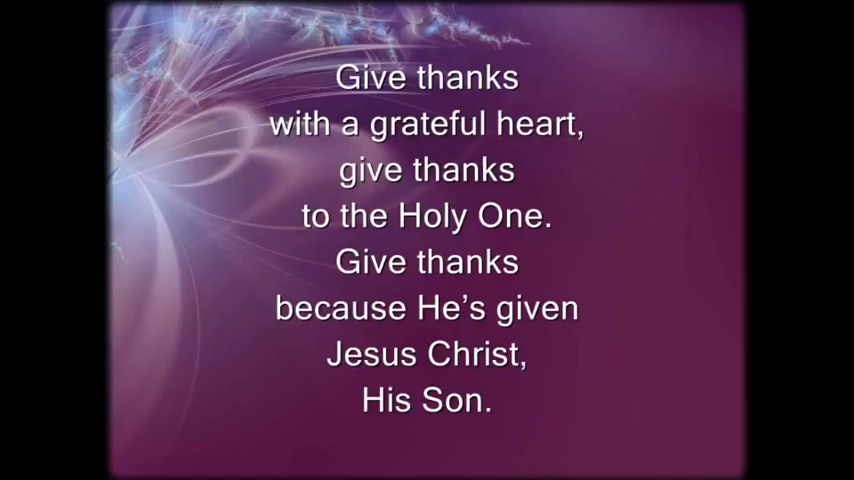 Give thanks
with a grateful heart,
give thanks
to the Holy One.
Give thanks
because He’s given
Jesus Christ,
His Son.